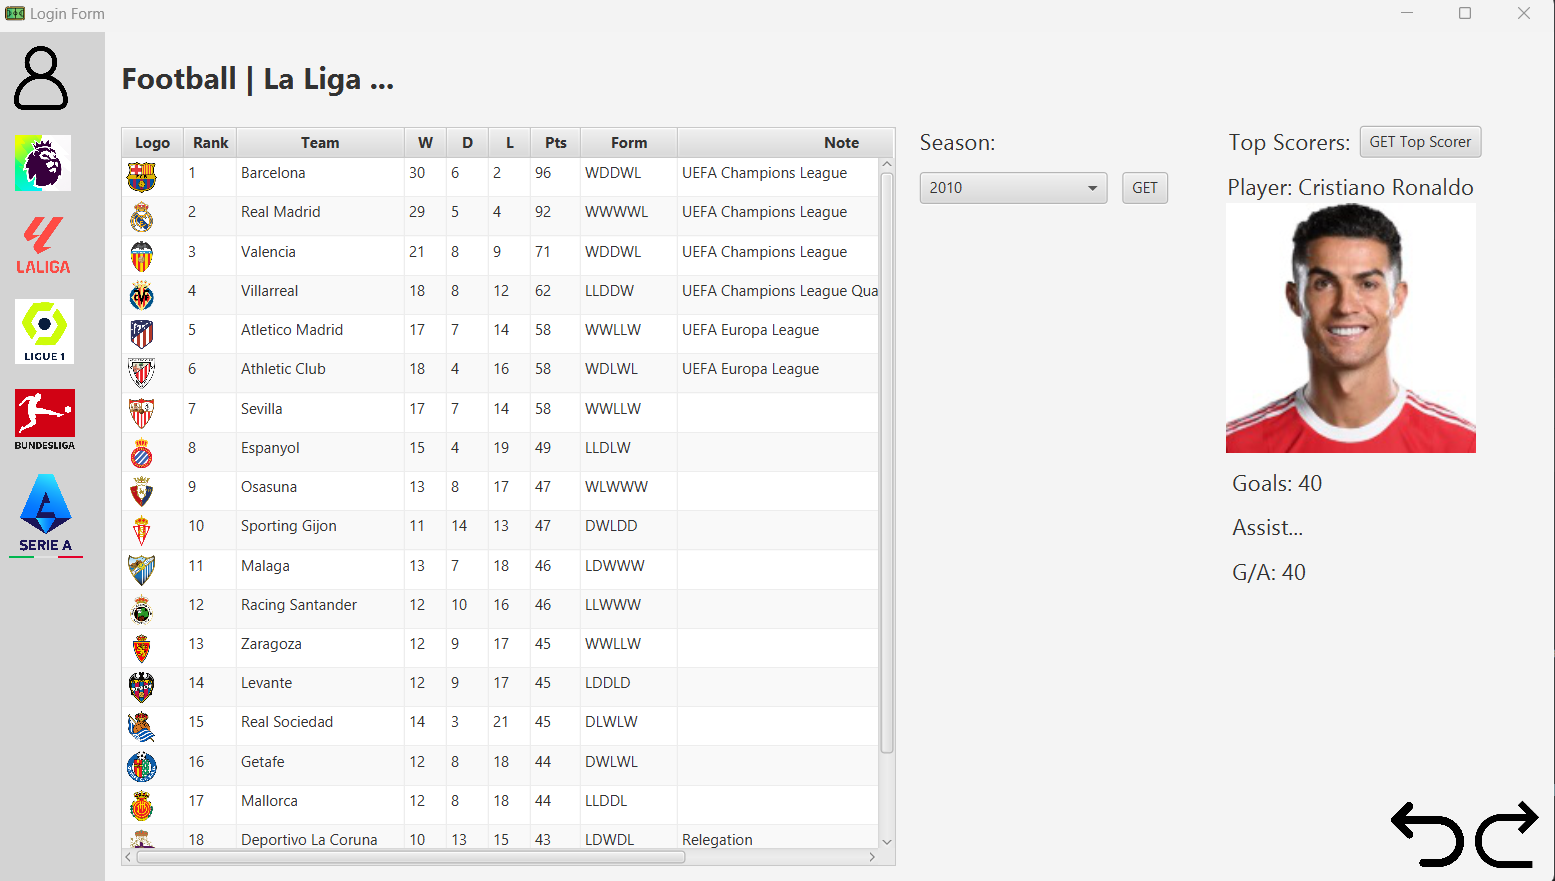 Login Form
Football | La Liga ...
LALIGA
LIGUE 1
BUNDESLIGA
SERIE A
Logo Rank Team W D L Pts Form Note
1 Barcelona 30 6 2 96 WDDWL UEFA Champions League
2 Real Madrid 29 5 4 92 WWWWL UEFA Champions League
3 Valencia 21 8 9 71 WDDWL UEFA Champions League
4 Villarreal 18 8 12 62 LLDDW UEFA Champions League Qua
5 Atletico Madrid 17 7 14 58 WWLLW UEFA Europa League
6 Athletic Club 18 4 16 58 WDLWL UEFA Europa League
7 Sevilla 17 7 14 58 WWLLW
8 Espanyol 15 4 19 49 LLDLW
9 Osasuna 13 8 17 47 WLWWW
10 Sporting Gijon 11 14 13 47 DWLDD
11 Malaga 13 7 18 46 LDWWW
12 Racing Santander 12 10 16 46 LLWWW
13 Zaragoza 12 9 17 45 WWLLW
14 Levante 12 9 17 45 LDDLD
15 Real Sociedad 14 3 21 45 DLWLW
16 Getafe 12 8 18 44 DWLWL
17 Mallorca 12 8 18 44 LLDDL
18 Deportivo La Coruna 10 13 15 43 LDWDL Relegation
Season:
2010 GET
Top Scorers: GET Top Scorer
Player: Cristiano Ronaldo
Goals: 40
Assist...
G/A: 40